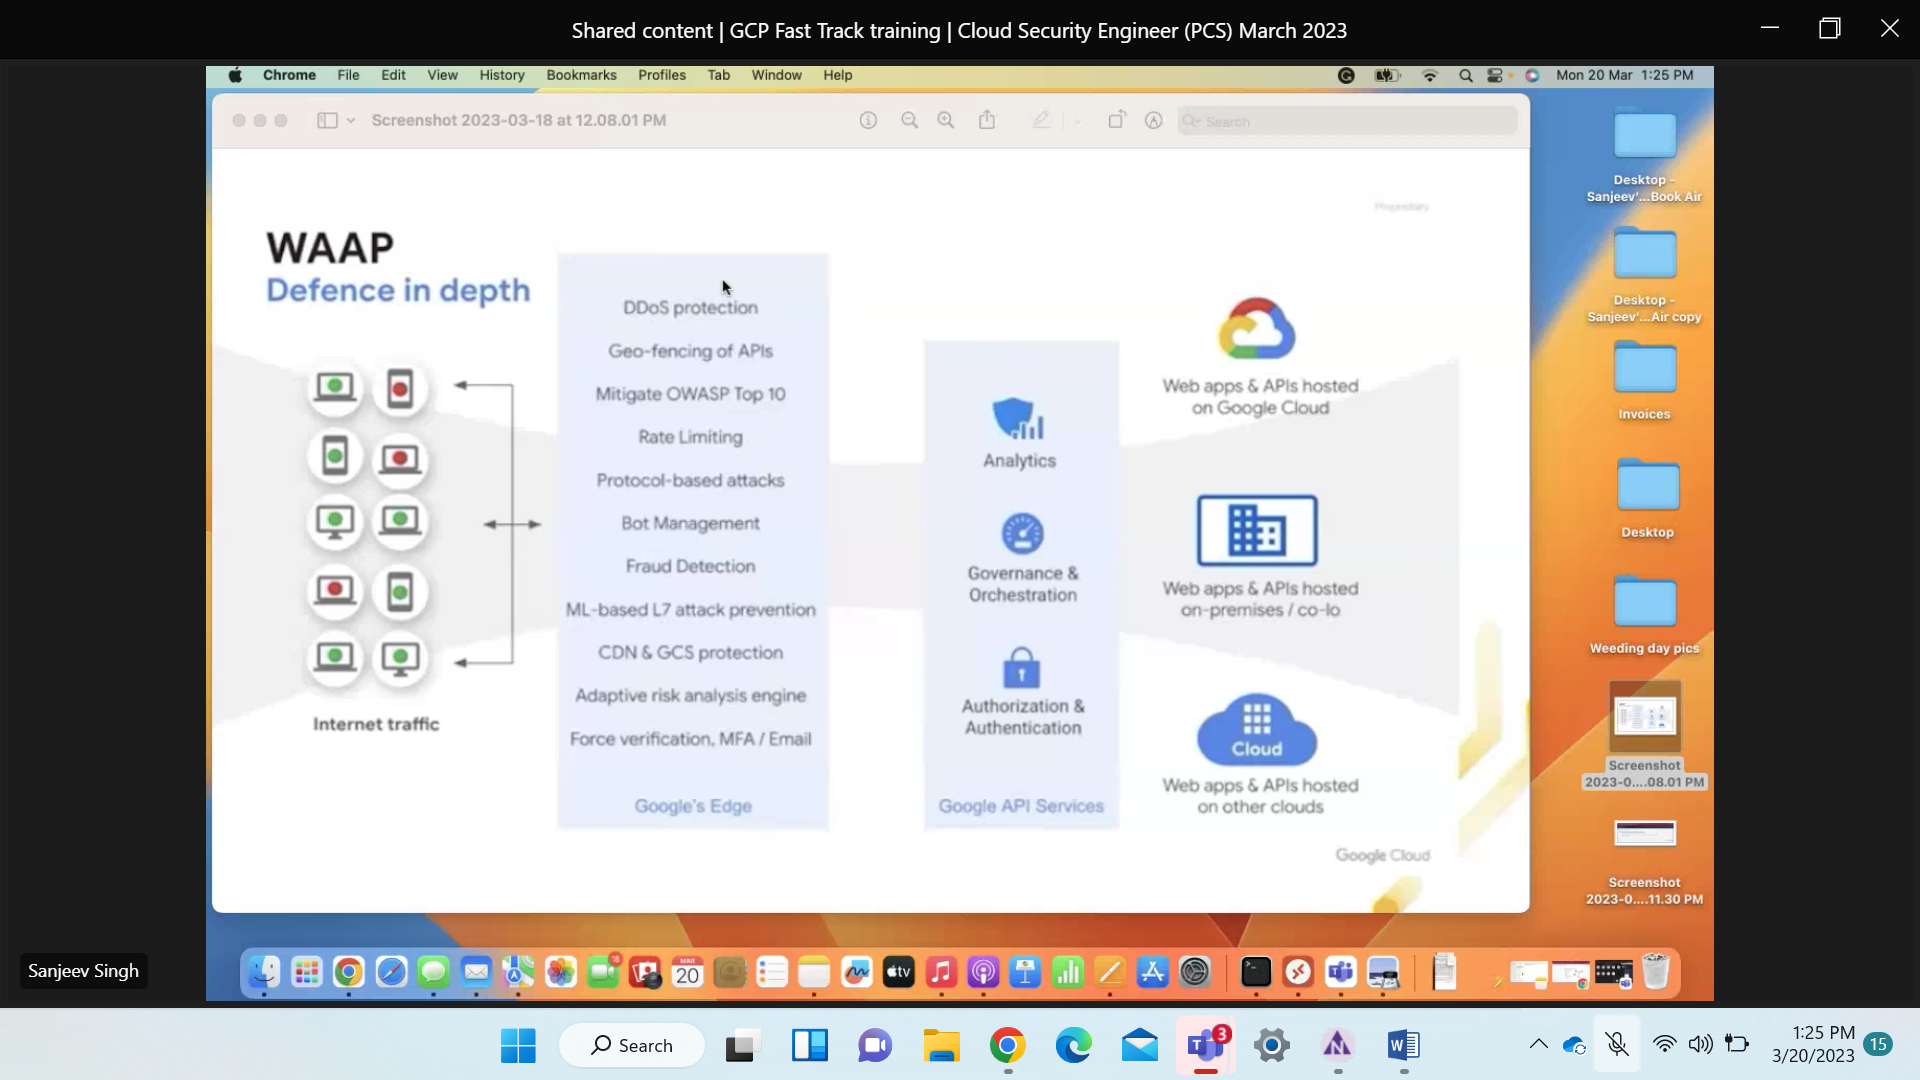 Shared content | GCP Fast Track training | Cloud Security Engineer (PCS) March 2023
Chrome File Edit View History Bookmarks Profiles Tab Window Help
Mon 20 Mar 1:25 PM
Screenshot 2023-03-18 at 12.08.01 PM
Search
Proprietary
WAAP
Defence in depth
Internet traffic
DDoS protection
Geo-fencing of APIs
Mitigate OWASP Top 10
Rate Limiting
Protocol-based attacks
Bot Management
Fraud Detection
ML-based L7 attack prevention
CDN & GCS protection
Adaptive risk analysis engine
Force verification, MFA / Email
Google's Edge
Analytics
Governance &
Orchestration
Authorization &
Authentication
Google API Services
Web apps & APIs hosted
on Google Cloud
Web apps & APIs hosted
on-premises / co-lo
Cloud
Web apps & APIs hosted
on other clouds
Google Cloud
Desktop -
Sanjeev'...Book Air
Desktop -
Sanjeev'...Air copy
Invoices
Desktop
Weeding day pics
Screenshot
2023-0....08.01 PM
Screenshot
2023-0....11.30 PM
Sanjeev Singh
MAR
20
tv
Search
3
1:25 PM
3/20/2023
15